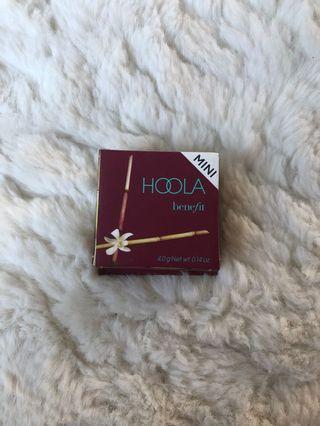 MINI
HOOLA
benefit
4.0 g Net wt. 0.14 oz.